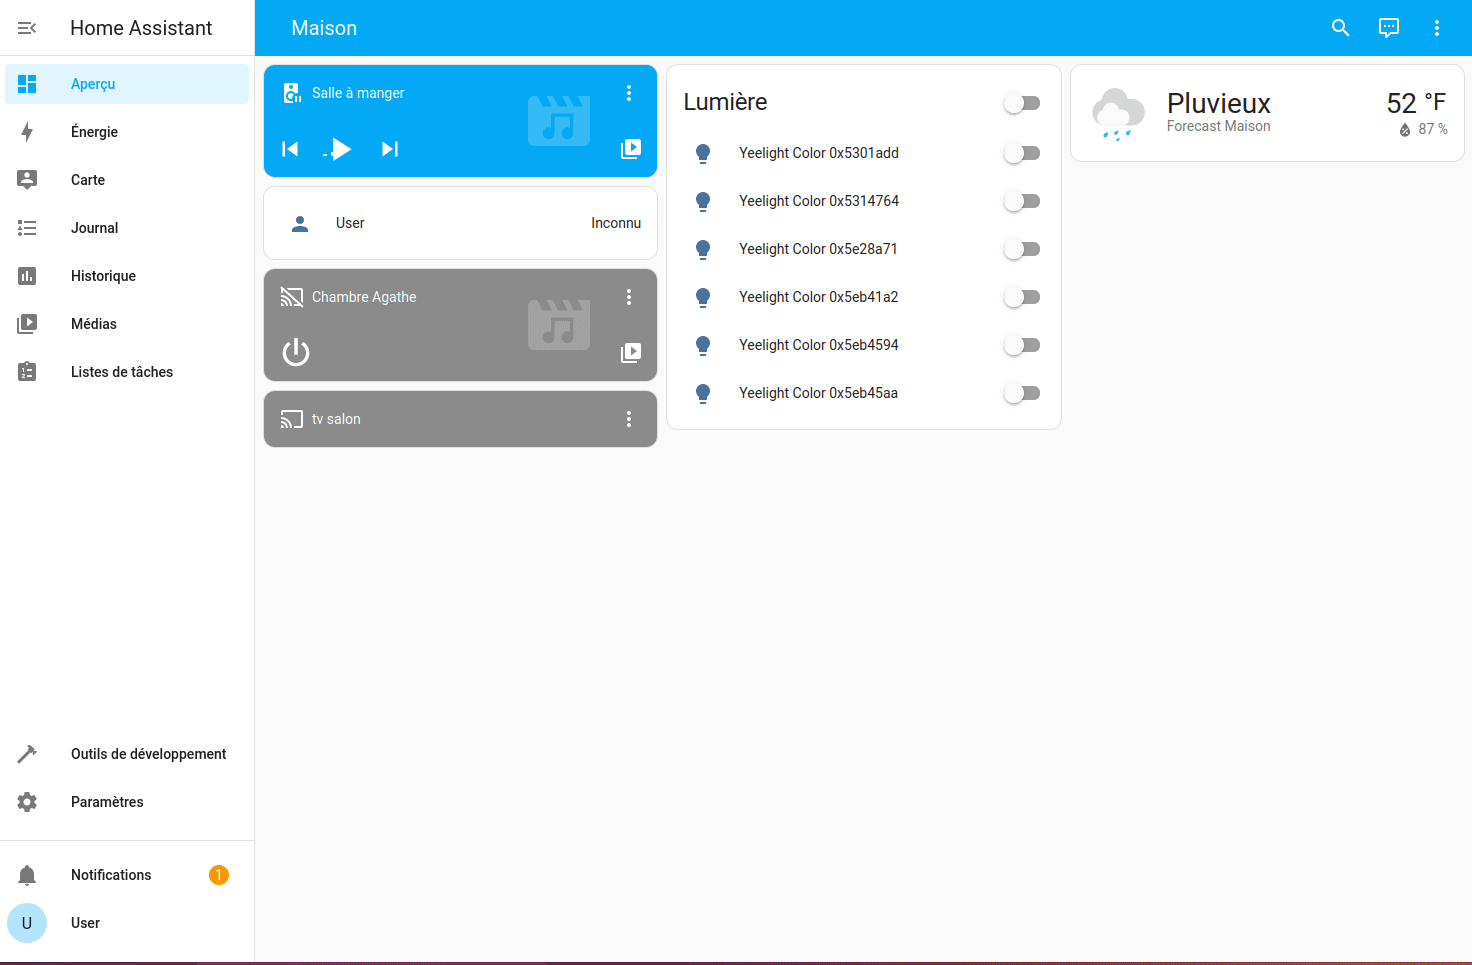 Home Assistant
Maison
Aperçu
Énergie
Carte
Journal
Historique
Médias
Listes de tâches
Outils de développement
Paramètres
Notifications
1
U
User
Salle à manger
User
Inconnu
Chambre Agathe
tv salon
Lumière
Yeelight Color 0x5301add
Yeelight Color 0x5314764
Yeelight Color 0x5e28a71
Yeelight Color 0x5eb41a2
Yeelight Color 0x5eb4594
Yeelight Color 0x5eb45aa
Pluvieux
52 °F
Forecast Maison
87 %